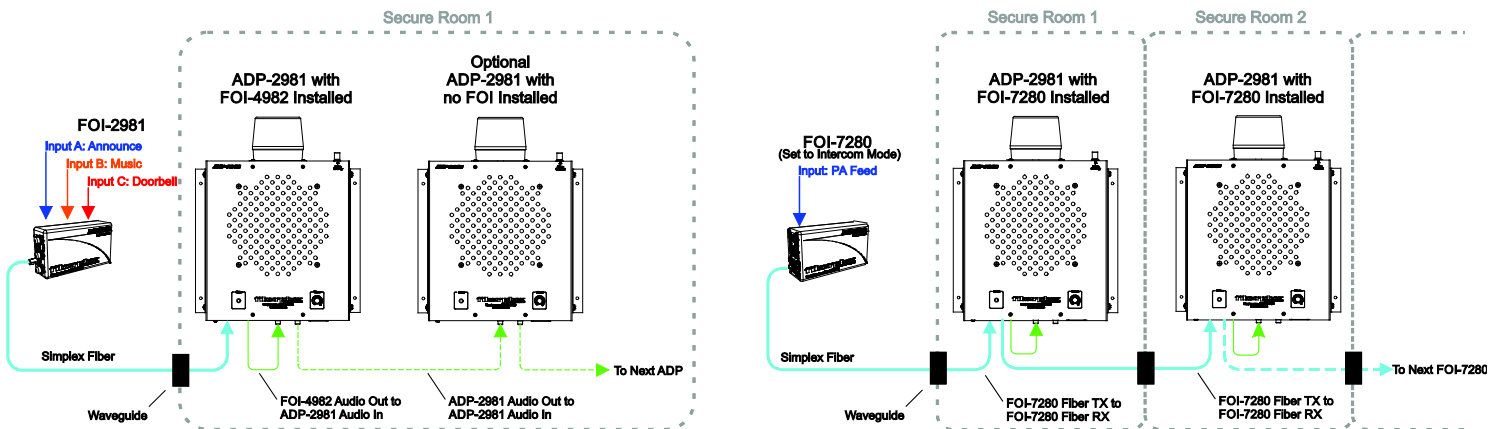 Secure Room 1
Optional
ADP-2981 with
FOI-4982 Installed
ADP-2981 with
no FOI Installed
FOI-2981
Input A: Announce
Input B: Music
Input C: Doorbell
Simplex Fiber
Waveguide
FOI-4982 Audio Out to
ADP-2981 Audio In
ADP-2981 Audio Out to
ADP-2981 Audio In
To Next ADP
Secure Room 1
Secure Room 2
ADP-2981 with
FOI-7280 Installed
ADP-2981 with
FOI-7280 Installed
FOI-7280
(Set to Intercom Mode)
Input: PA Feed
Simplex Fiber
Waveguide
FOI-7280 Fiber TX to
FOI-7280 Fiber RX
FOI-7280 Fiber TX to
FOI-7280 Fiber RX
To Next FOI-7280